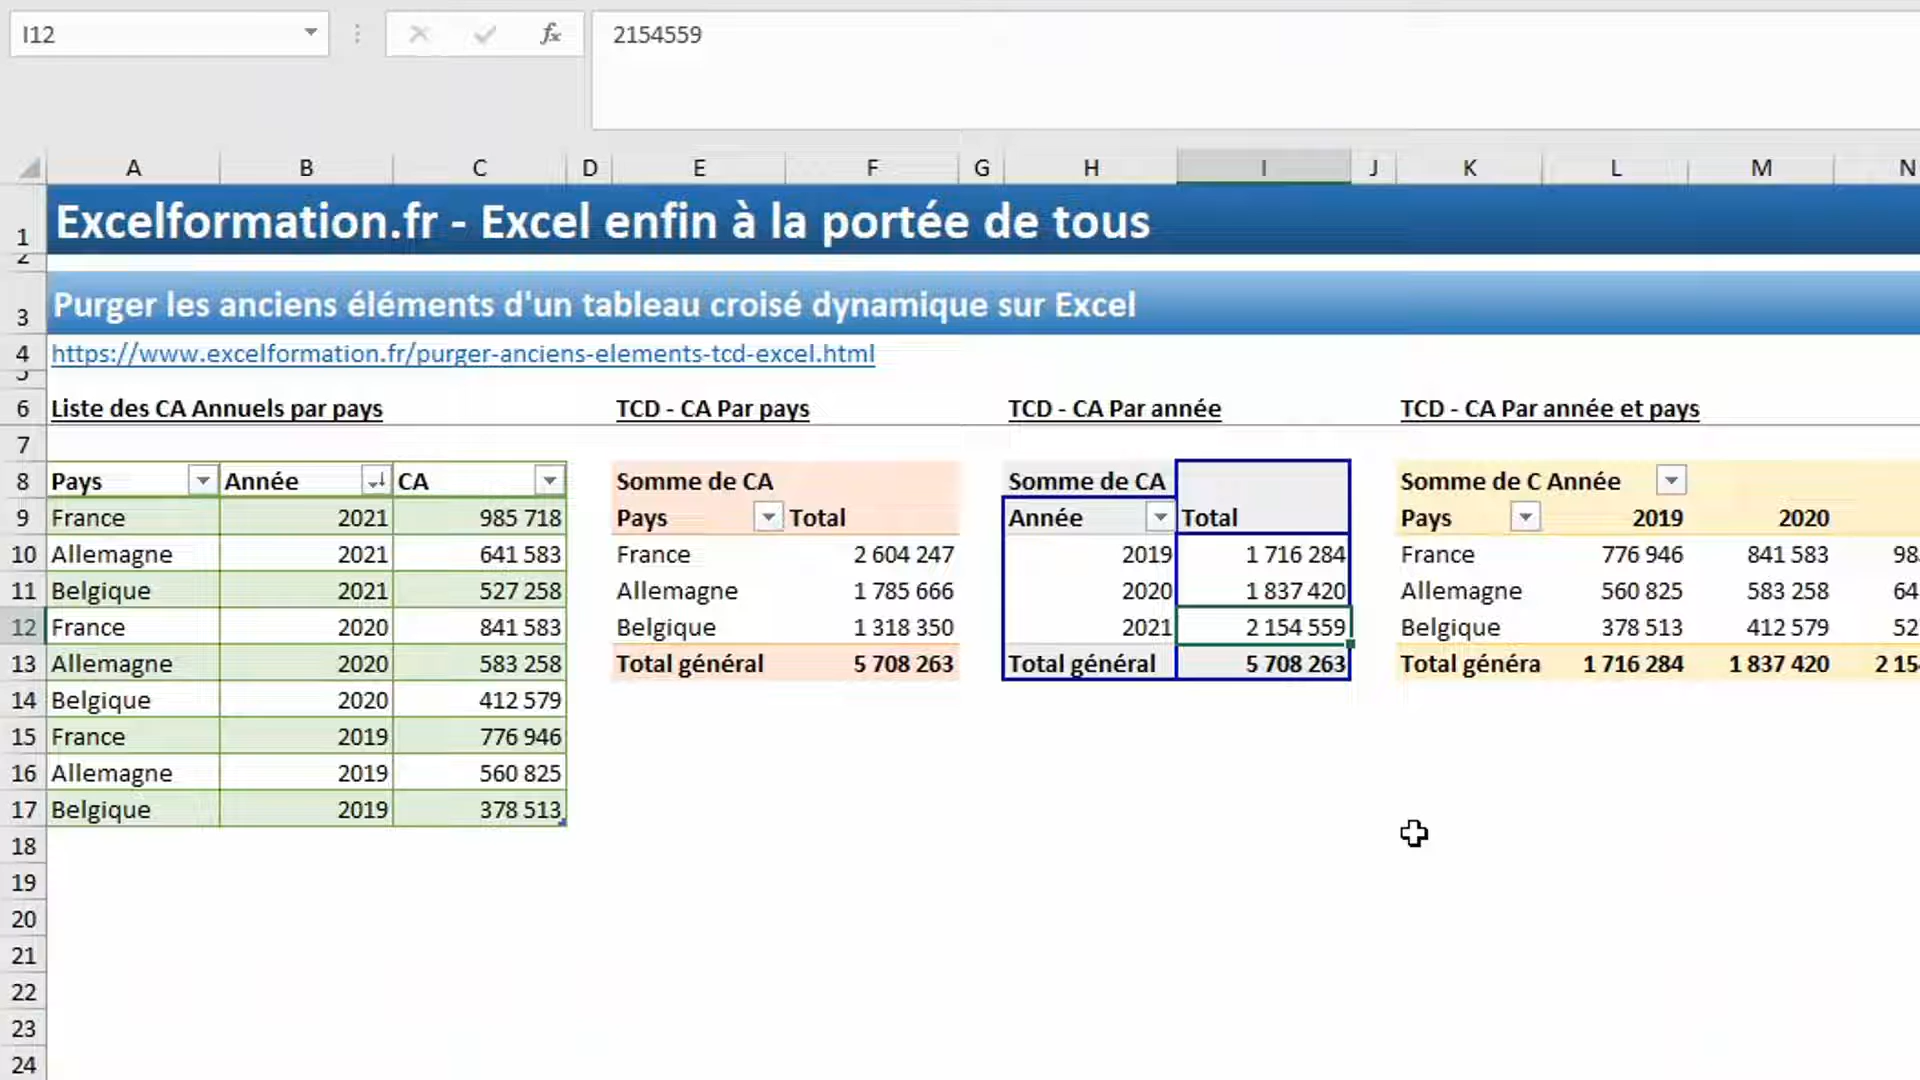 I12
fx
2154559
A B C D E F G H I J K L M N
1 Excelformation.fr - Excel enfin à la portée de tous
2
3 Purger les anciens éléments d'un tableau croisé dynamique sur Excel
4 https://www.excelformation.fr/purger-anciens-elements-tcd-excel.html
5
6 Liste des CA Annuels par pays TCD - CA Par pays TCD - CA Par année TCD - CA Par année et pays
7
8 Pays Année CA Somme de CA Somme de CA Somme de C Année
9 France 2021 985 718 Pays Total Année Total Pays 2019 2020
10 Allemagne 2021 641 583 France 2 604 247 2019 1 716 284 France 776 946 841 583 98
11 Belgique 2021 527 258 Allemagne 1 785 666 2020 1 837 420 Allemagne 560 825 583 258 64
12 France 2020 841 583 Belgique 1 318 350 2021 2 154 559 Belgique 378 513 412 579 52
13 Allemagne 2020 583 258 Total général 5 708 263 Total général 5 708 263 Total généra 1 716 284 1 837 420 2 15
14 Belgique 2020 412 579
15 France 2019 776 946
16 Allemagne 2019 560 825
17 Belgique 2019 378 513
18
19
20
21
22
23
24